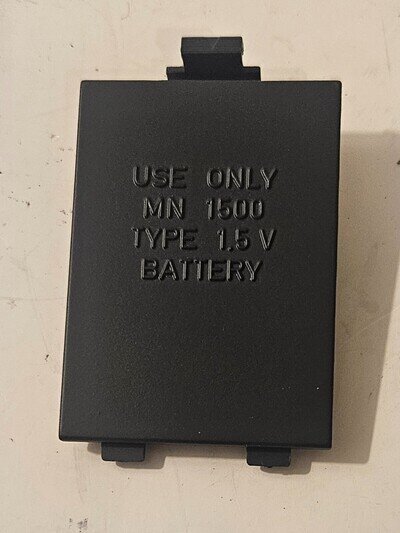 USE ONLY
MN 1500
TYPE 1.5 V
BATTERY